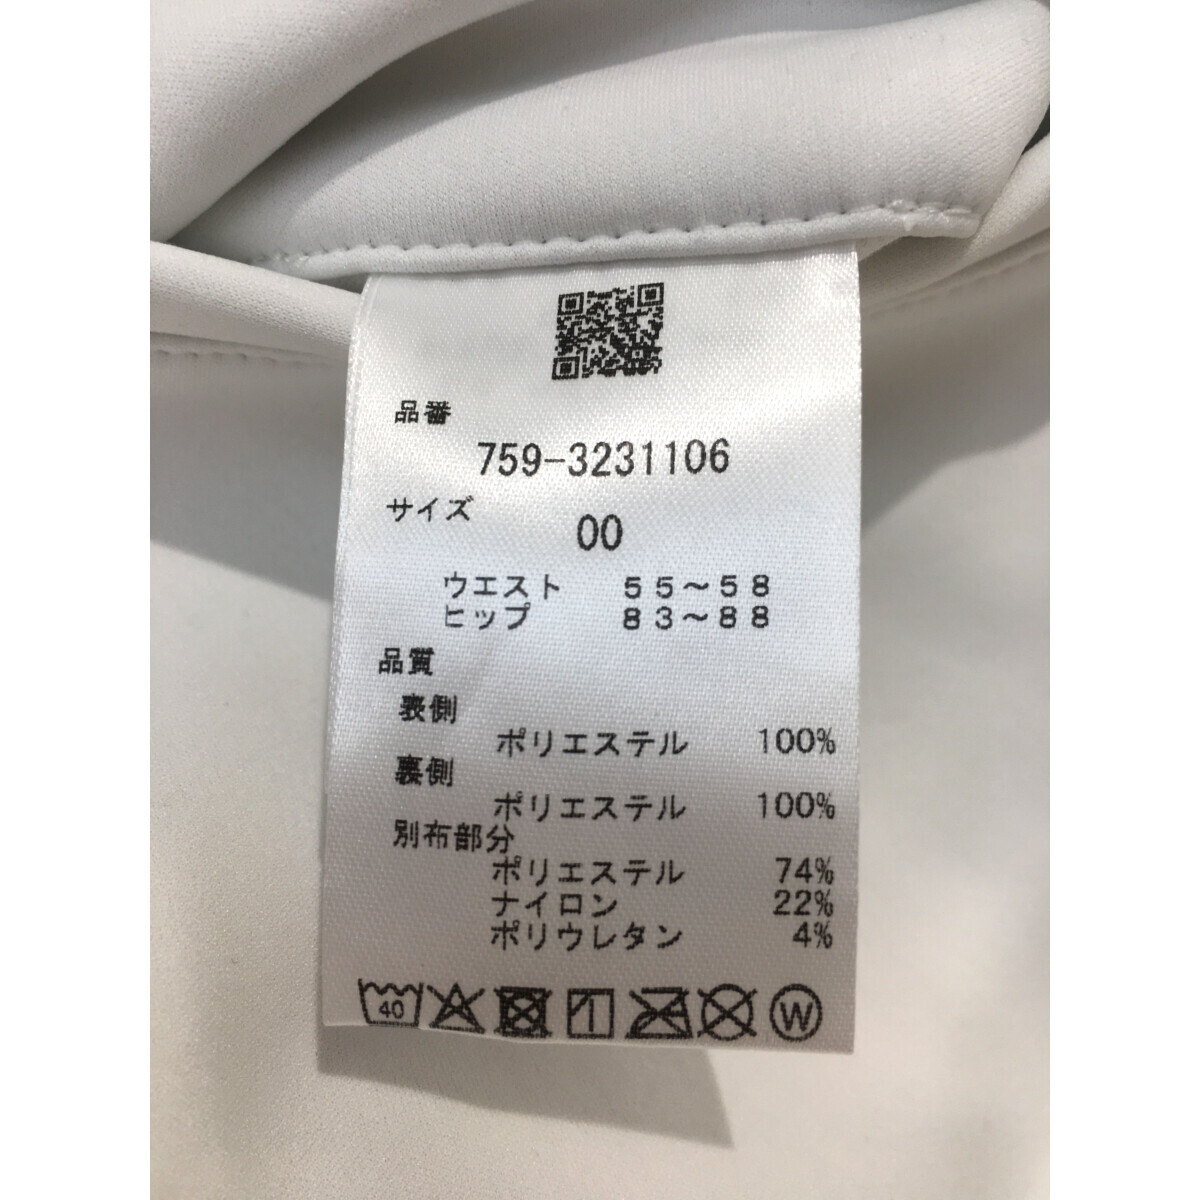 品番
759-3231106
サイズ
00
ウエスト 55～58
ヒップ 83～88
品質
表側
ポリエステル 100%
裏側
ポリエステル 100%
別布部分
ポリエステル 74%
ナイロン 22%
ポリウレタン 4%
40 W